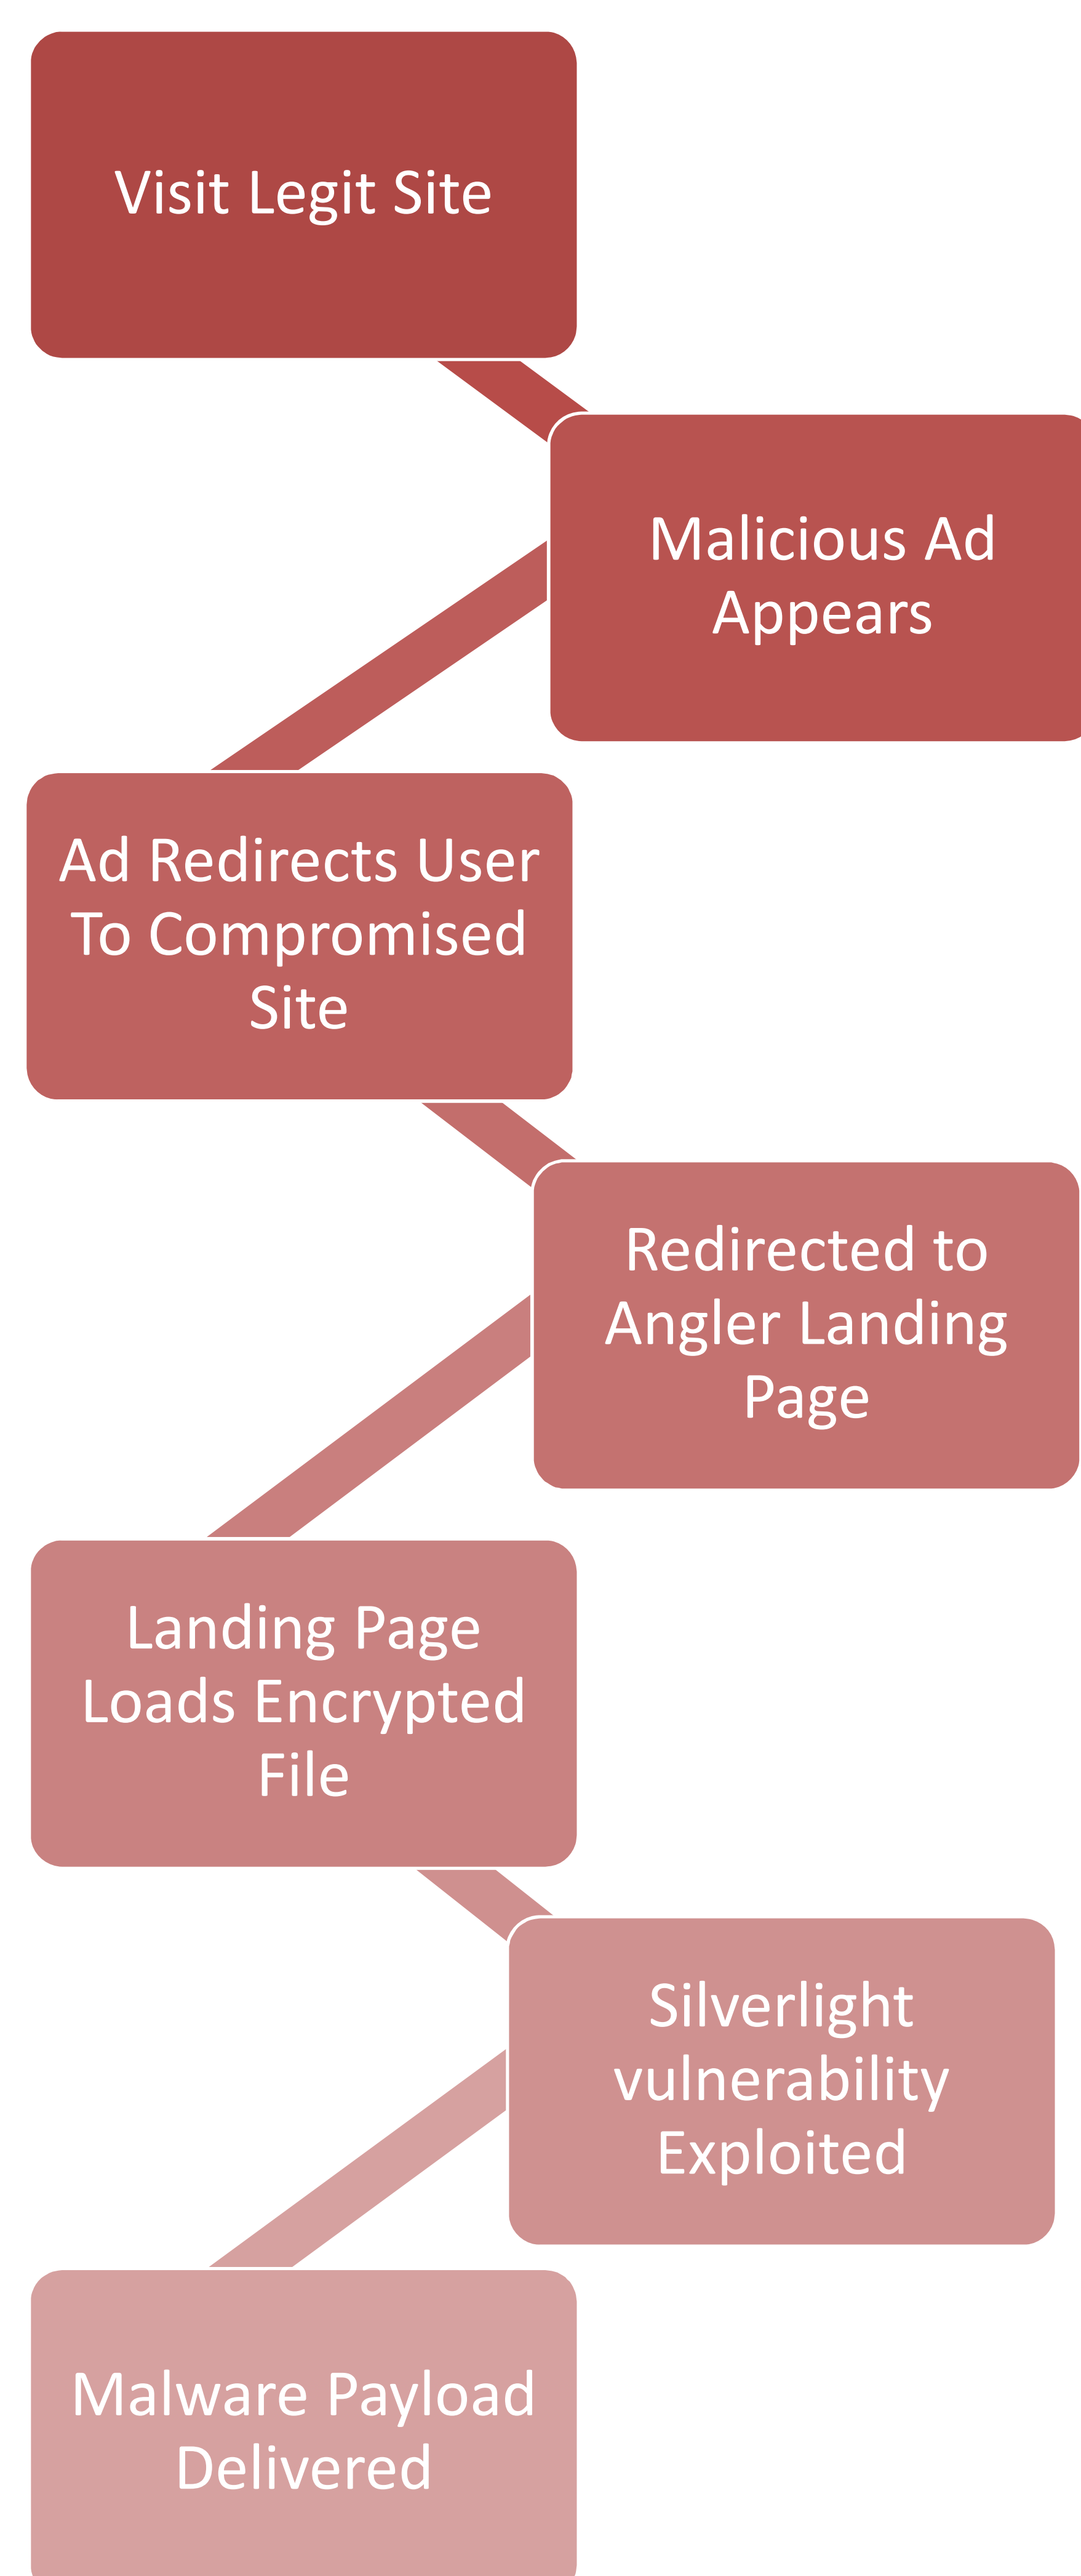 Visit Legit Site
Malicious Ad
Appears
Ad Redirects User
To Compromised
Site
Redirected to
Angler Landing
Page
Landing Page
Loads Encrypted
File
Silverlight
vulnerability
Exploited
Malware Payload
Delivered